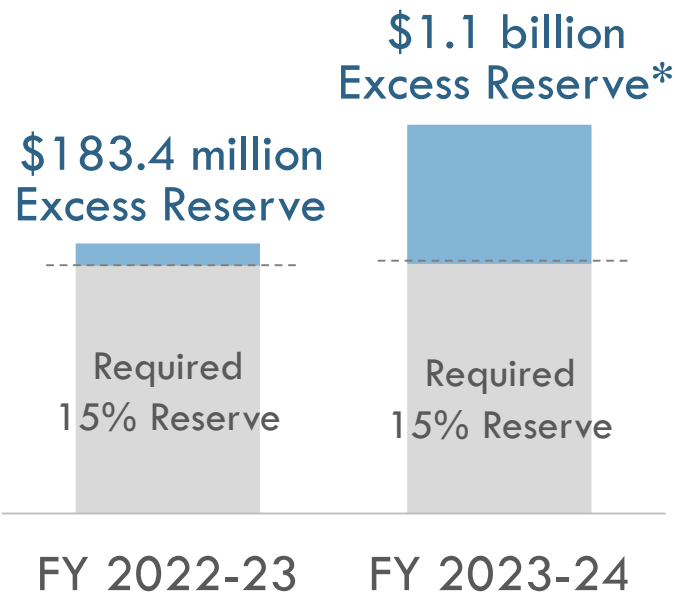 $1.1 billion
Excess Reserve*
$183.4 million
Excess Reserve
Required
15% Reserve
Required
15% Reserve
FY 2022-23
FY 2023-24